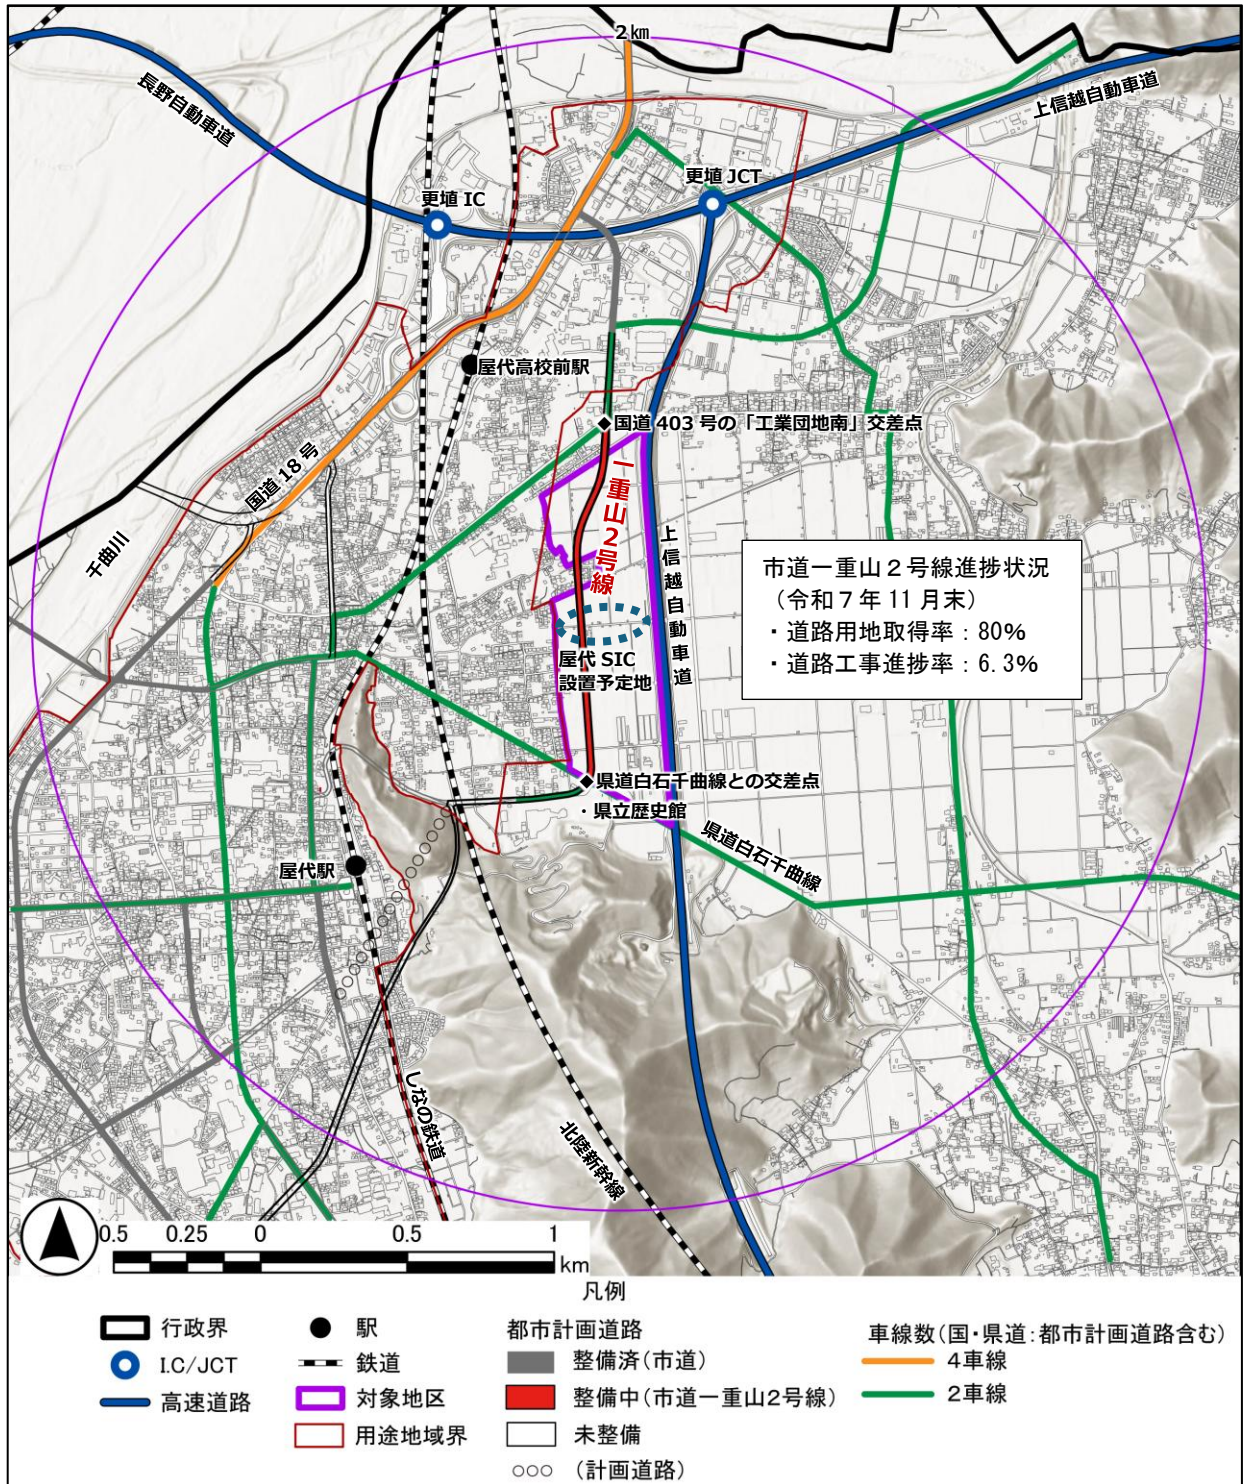 2㎞
長野自動車道
上信越自動車道
更埴 IC
更埴 JCT
屋代高校前駅
国道 403 号の「工業団地南」交差点
国道 18 号
一重山2号線
千曲川
上信越自動車道
市道一重山２号線進捗状況
（令和７年 11 月末）
・道路用地取得率：80％
・道路工事進捗率：6.3％
屋代 SIC
設置予定地
県道白石千曲線との交差点
・県立歴史館
県道白石千曲線
屋代駅
しなの鉄道
北陸新幹線
0.5 0.25 0 0.5 1
km
凡例
行政界
I.C/JCT
高速道路
駅
鉄道
対象地区
用途地域界
都市計画道路
整備済（市道）
整備中（市道一重山2号線）
未整備
（計画道路）
車線数（国・県道：都市計画道路含む）
4車線
2車線